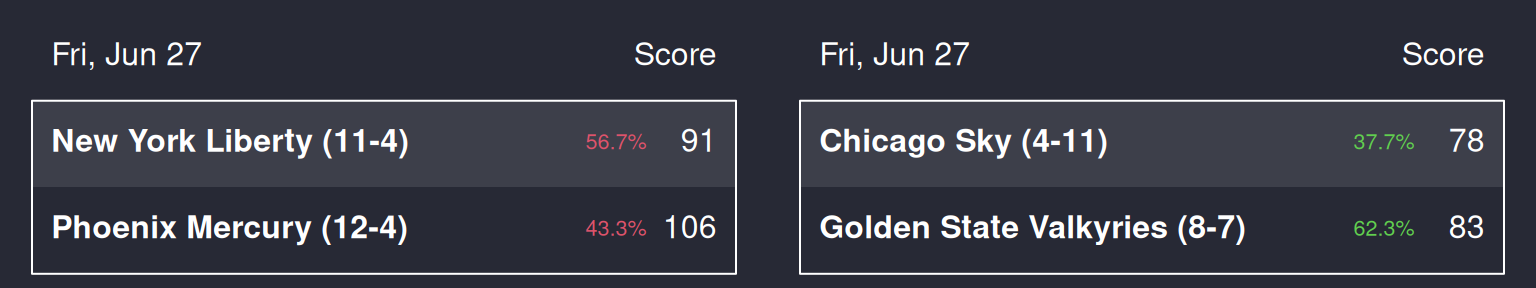 Fri, Jun 27 Score
New York Liberty (11-4) 56.7% 91
Phoenix Mercury (12-4) 43.3% 106
Fri, Jun 27 Score
Chicago Sky (4-11) 37.7% 78
Golden State Valkyries (8-7) 62.3% 83